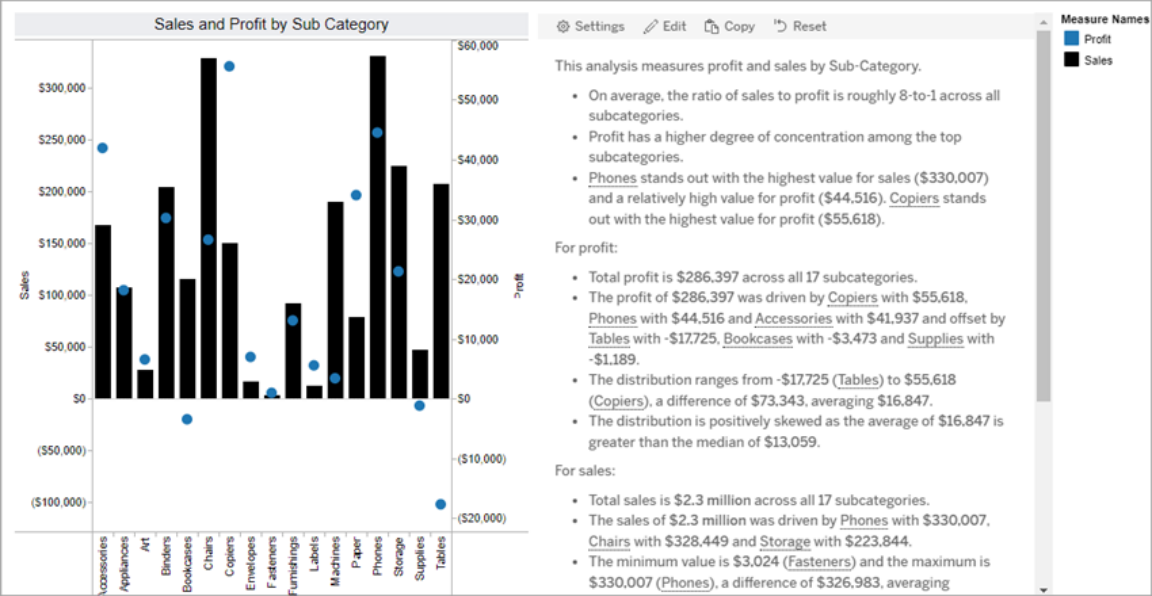 Sales and Profit by Sub Category
$300,000
$250,000
$200,000
$150,000
$100,000
$50,000
$0
($50,000)
($100,000)
Sales
$60,000
$50,000
$40,000
$30,000
$20,000
$10,000
$0
($10,000)
($20,000)
Profit
Accessories
Appliances
Art
Binders
Bookcases
Chairs
Copiers
Envelopes
Fasteners
Furnishings
Labels
Machines
Paper
Phones
Storage
Supplies
Tables
Settings Edit Copy Reset
This analysis measures profit and sales by Sub-Category.
• On average, the ratio of sales to profit is roughly 8-to-1 across all
subcategories.
• Profit has a higher degree of concentration among the top
subcategories.
• Phones stands out with the highest value for sales ($330,007)
and a relatively high value for profit ($44,516). Copiers stands
out with the highest value for profit ($55,618).
For profit:
• Total profit is $286,397 across all 17 subcategories.
• The profit of $286,397 was driven by Copiers with $55,618,
Phones with $44,516 and Accessories with $41,937 and offset by
Tables with -$17,725, Bookcases with -$3,473 and Supplies with
-$1,189.
• The distribution ranges from -$17,725 (Tables) to $55,618
(Copiers), a difference of $73,343, averaging $16,847.
• The distribution is positively skewed as the average of $16,847 is
greater than the median of $13,059.
For sales:
• Total sales is $2.3 million across all 17 subcategories.
• The sales of $2.3 million was driven by Phones with $330,007,
Chairs with $328,449 and Storage with $223,844.
• The minimum value is $3,024 (Fasteners) and the maximum is
$330,007 (Phones), a difference of $326,983, averaging
Measure Names
Profit
Sales